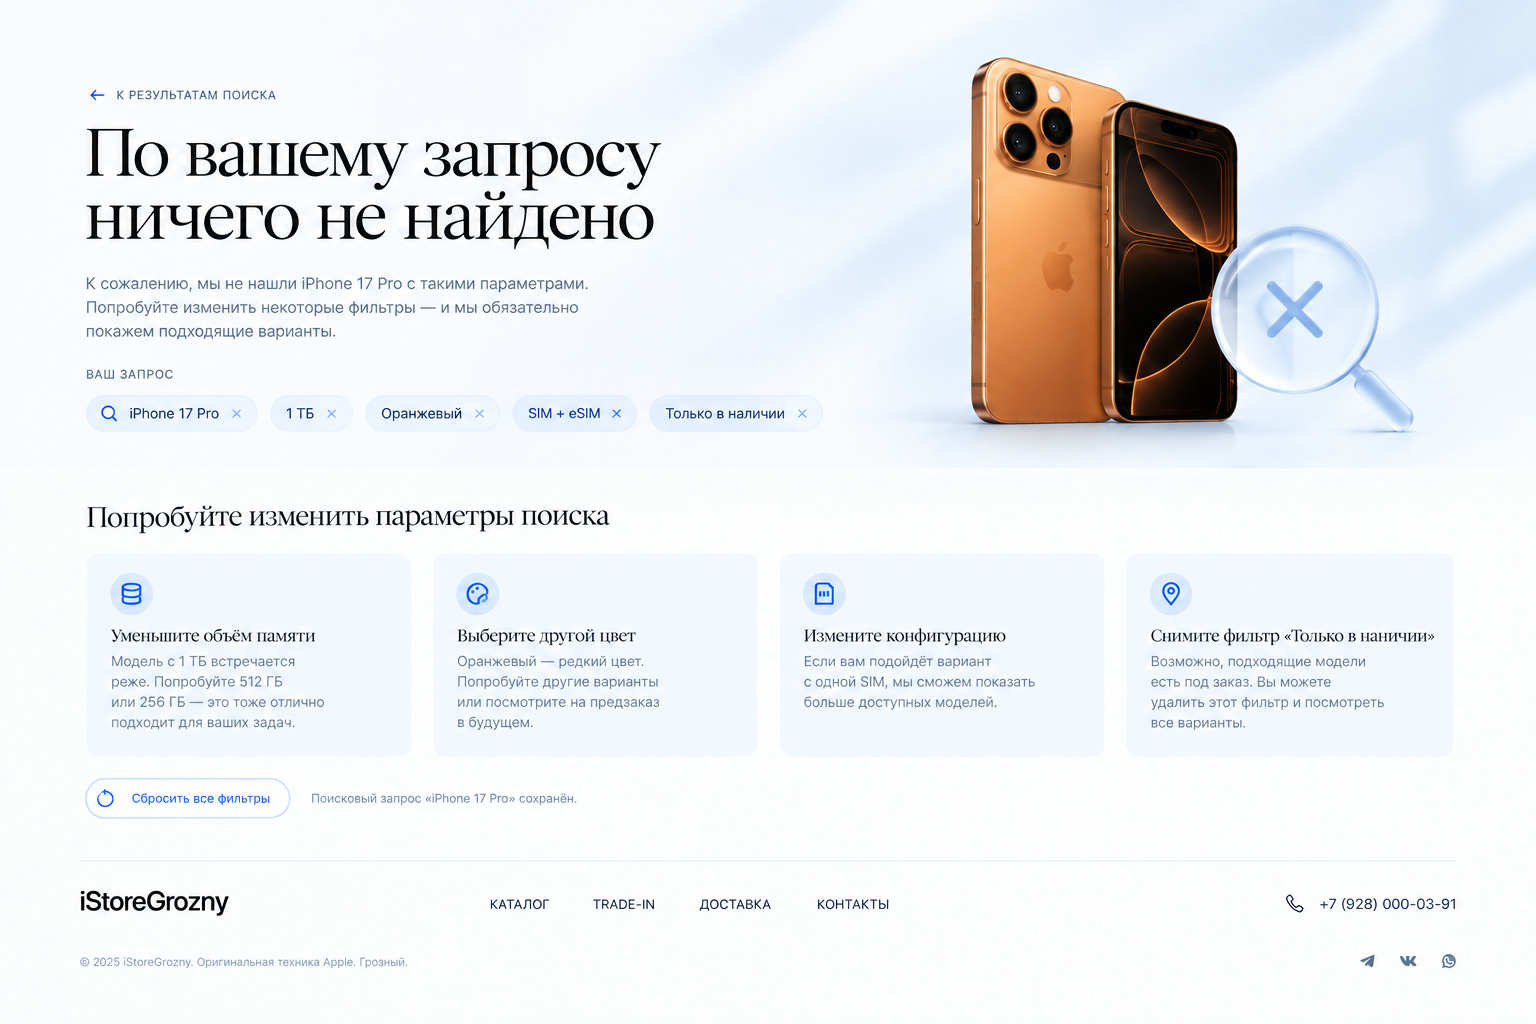 К РЕЗУЛЬТАТАМ ПОИСКА
По вашему запросу
ничего не найдено
К сожалению, мы не нашли iPhone 17 Pro с такими параметрами.
Попробуйте изменить некоторые фильтры — и мы обязательно
покажем подходящие варианты.
ВАШ ЗАПРОС
iPhone 17 Pro
1 ТБ
Оранжевый
SIM + eSIM
Только в наличии
Попробуйте изменить параметры поиска
Уменьшите объём памяти
Модель с 1 ТБ встречается
реже. Попробуйте 512 ГБ
или 256 ГБ — это тоже отлично
подходит для ваших задач.
Выберите другой цвет
Оранжевый — редкий цвет.
Попробуйте другие варианты
или посмотрите на предзаказ
в будущем.
Измените конфигурацию
Если вам подойдёт вариант
с одной SIM, мы сможем показать
больше доступных моделей.
Снимите фильтр «Только в наничии»
Возможно, подходящие модели
есть под заказ. Вы можете
удалить этот фильтр и посмотреть
все варианты.
Сбросить все фильтры
Поисковый запрос «iPhone 17 Pro» сохранён.
iStoreGrozny
КАТАЛОГ
TRADE-IN
ДОСТАВКА
КОНТАКТЫ
+7 (928) 000-03-91
© 2025 iStoreGrozny. Оригинальная техника Apple. Грозный.